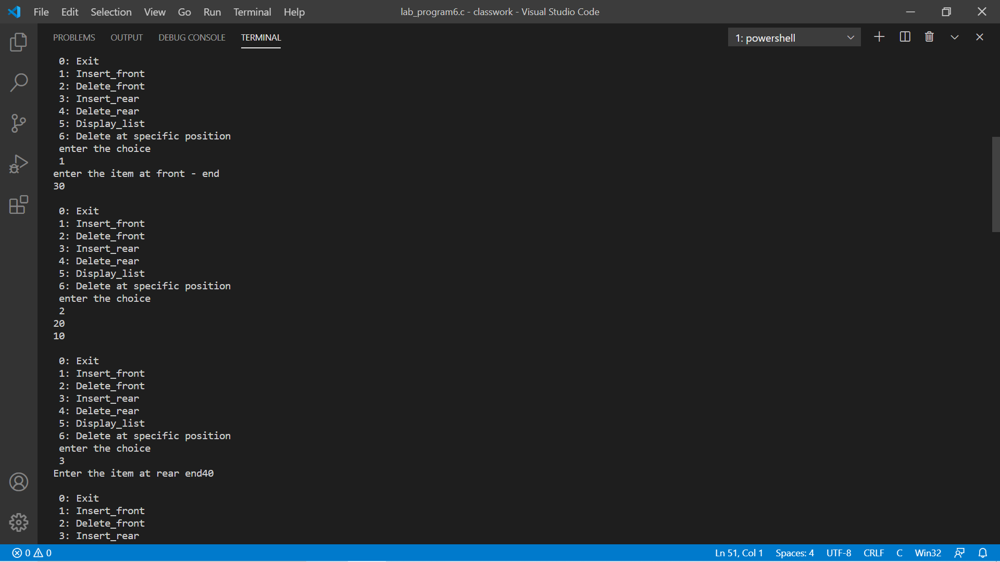 File Edit Selection View Go Run Terminal Help lab_program6.c - classwork - Visual Studio Code
PROBLEMS OUTPUT DEBUG CONSOLE TERMINAL 1: powershell
0: Exit
1: Insert_front
2: Delete_front
3: Insert_rear
4: Delete_rear
5: Display_list
6: Delete at specific position
enter the choice
1
enter the item at front - end
30
0: Exit
1: Insert_front
2: Delete_front
3: Insert_rear
4: Delete_rear
5: Display_list
6: Delete at specific position
enter the choice
2
20
10
0: Exit
1: Insert_front
2: Delete_front
3: Insert_rear
4: Delete_rear
5: Display_list
6: Delete at specific position
enter the choice
3
Enter the item at rear end40
0: Exit
1: Insert_front
2: Delete_front
3: Insert_rear
0 0 Ln 51, Col 1 Spaces: 4 UTF-8 CRLF C Win32